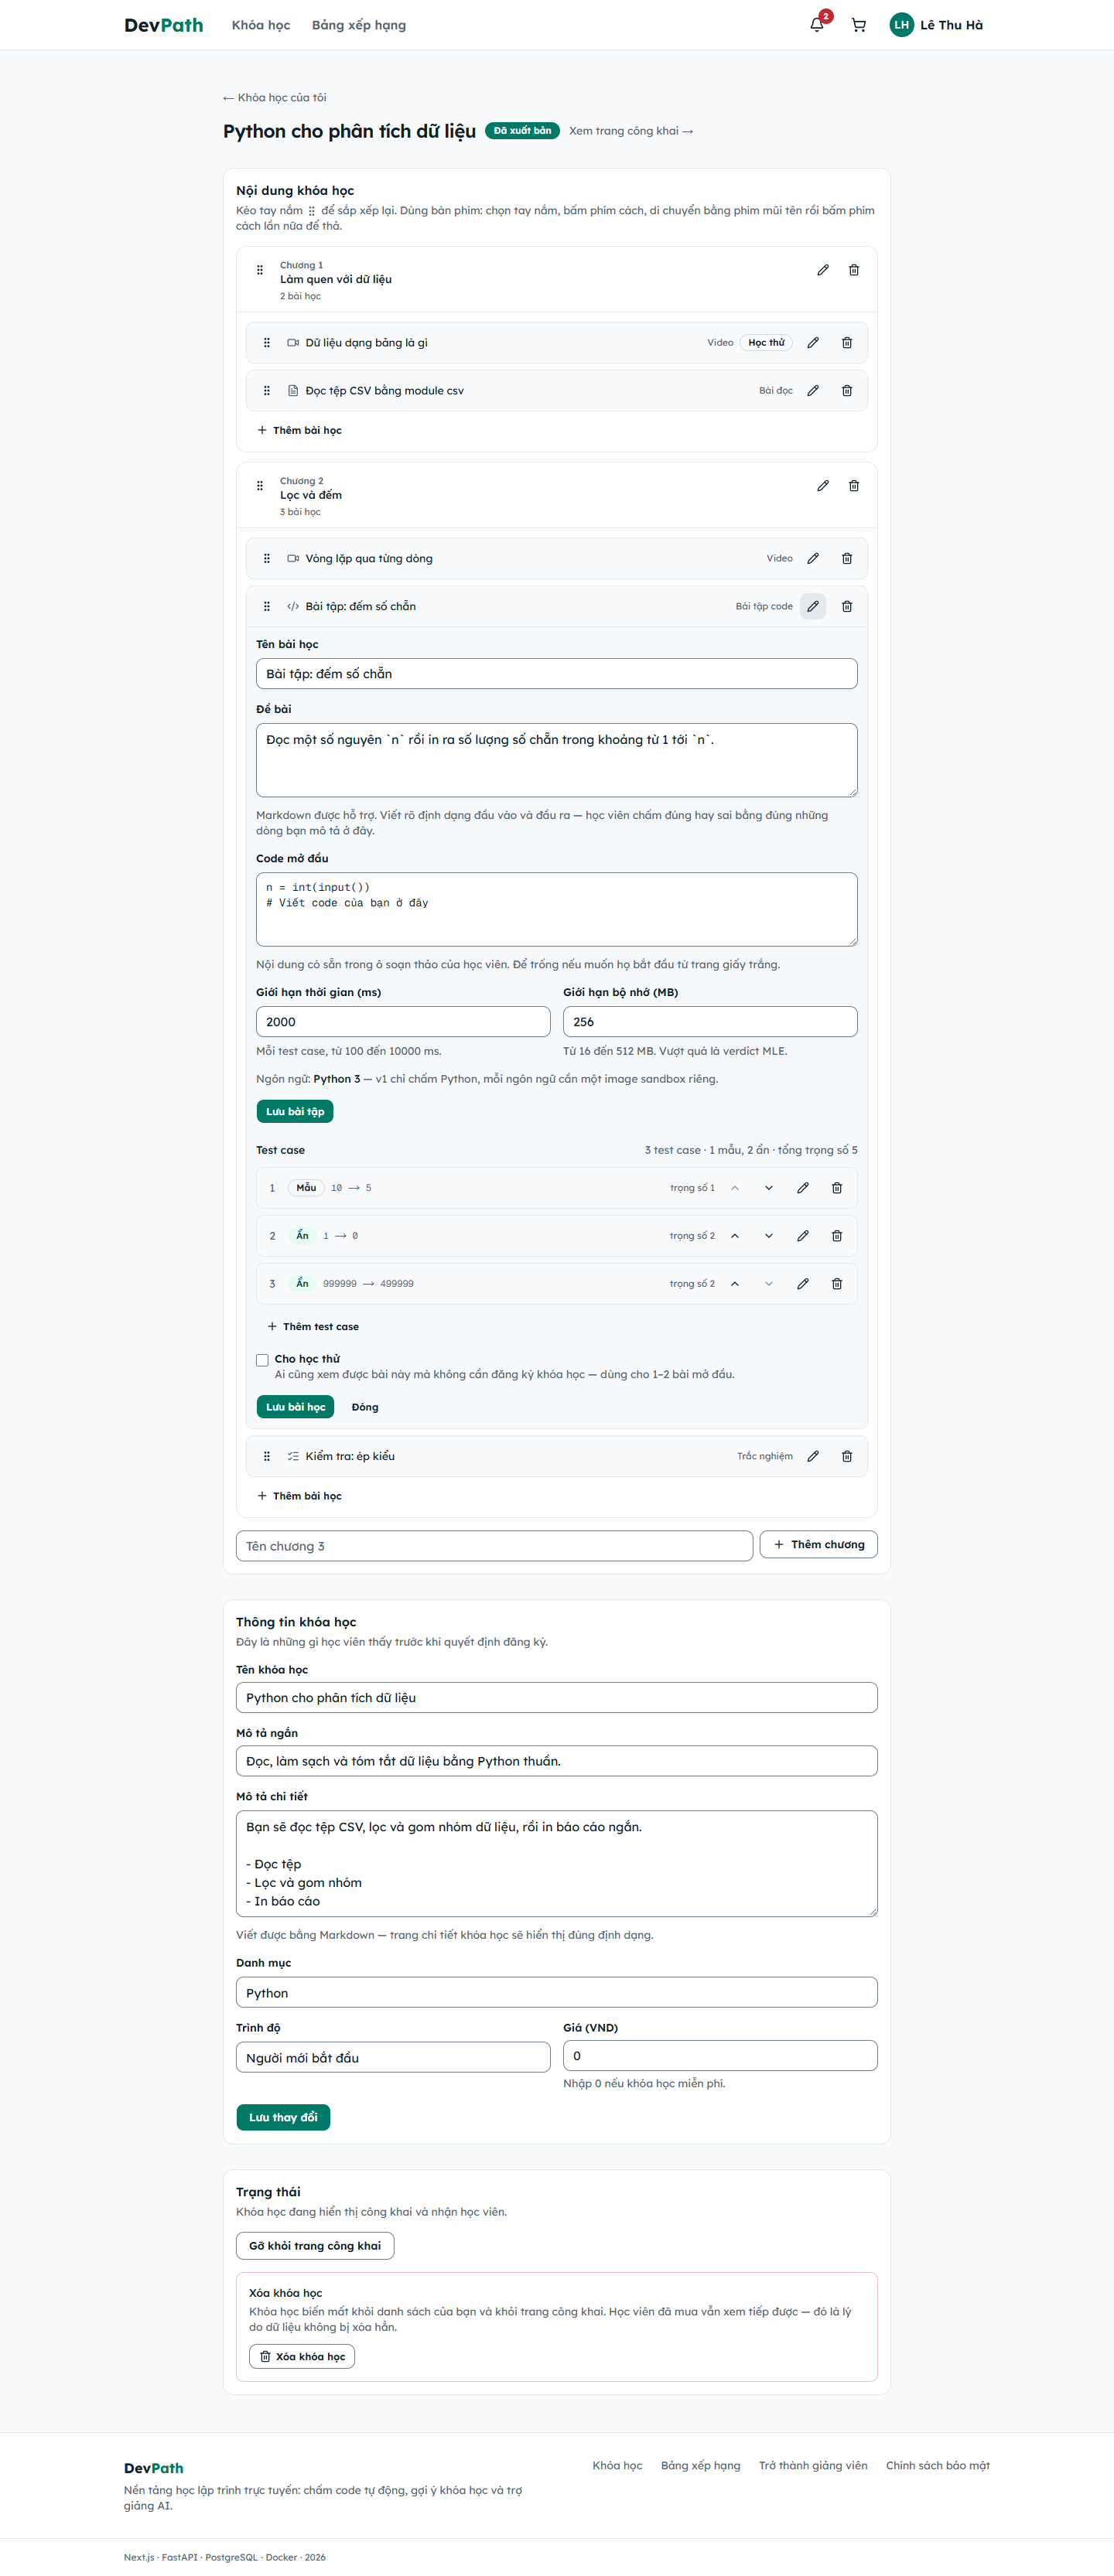 DevPath
Khóa học
Bảng xếp hạng
2
LH
Lê Thu Hà
← Khóa học của tôi
Python cho phân tích dữ liệu
Đã xuất bản
Xem trang công khai →
Nội dung khóa học
Kéo tay nắm ⠿ để sắp xếp lại. Dùng bàn phím: chọn tay nắm, bấm phím cách, di chuyển bằng phím mũi tên rồi bấm phím
cách lần nữa để thả.
Chương 1
Làm quen với dữ liệu
2 bài học
Dữ liệu dạng bảng là gì
Video
Học thử
Đọc tệp CSV bằng module csv
Bài đọc
Thêm bài học
Chương 2
Lọc và đếm
3 bài học
Vòng lặp qua từng dòng
Video
Bài tập: đếm số chẵn
Bài tập code
Tên bài học
Bài tập: đếm số chẵn
Đề bài
Đọc một số nguyên `n` rồi in ra số lượng số chẵn trong khoảng từ 1 tới `n`.
Markdown được hỗ trợ. Viết rõ định dạng đầu vào và đầu ra — học viên chấm đúng hay sai bằng đúng những
dòng bạn mô tả ở đây.
Code mở đầu
n = int(input())
# Viết code của bạn ở đây
Nội dung có sẵn trong ô soạn thảo của học viên. Để trống nếu muốn họ bắt đầu từ trang giấy trắng.
Giới hạn thời gian (ms)
Giới hạn bộ nhớ (MB)
2000
256
Mỗi test case, từ 100 đến 10000 ms.
Từ 16 đến 512 MB. Vượt quá là verdict MLE.
Ngôn ngữ: Python 3 — v1 chỉ chấm Python, mỗi ngôn ngữ cần một image sandbox riêng.
Lưu bài tập
Test case
3 test case · 1 mẫu, 2 ẩn · tổng trọng số 5
1
Mẫu
10 → 5
trọng số 1
2
Ẩn
1 → 0
trọng số 2
3
Ẩn
999999 → 499999
trọng số 2
Thêm test case
Cho học thử
Ai cũng xem được bài này mà không cần đăng ký khóa học — dùng cho 1–2 bài mở đầu.
Lưu bài học
Đóng
Kiểm tra: ép kiểu
Trắc nghiệm
Thêm bài học
Tên chương 3
Thêm chương
Thông tin khóa học
Đây là những gì học viên thấy trước khi quyết định đăng ký.
Tên khóa học
Python cho phân tích dữ liệu
Mô tả ngắn
Đọc, làm sạch và tóm tắt dữ liệu bằng Python thuần.
Mô tả chi tiết
Bạn sẽ đọc tệp CSV, lọc và gom nhóm dữ liệu, rồi in báo cáo ngắn.
- Đọc tệp
- Lọc và gom nhóm
- In báo cáo
Viết được bằng Markdown — trang chi tiết khóa học sẽ hiển thị đúng định dạng.
Danh mục
Python
Trình độ
Giá (VND)
Người mới bắt đầu
0
Nhập 0 nếu khóa học miễn phí.
Lưu thay đổi
Trạng thái
Khóa học đang hiển thị công khai và nhận học viên.
Gỡ khỏi trang công khai
Xóa khóa học
Khóa học biến mất khỏi danh sách của bạn và khỏi trang công khai. Học viên đã mua vẫn xem tiếp được — đó là lý
do dữ liệu không bị xóa hẳn.
Xóa khóa học
DevPath
Khóa học
Bảng xếp hạng
Trở thành giảng viên
Chính sách bảo mật
Nền tảng học lập trình trực tuyến: chấm code tự động, gợi ý khóa học và trợ
giảng AI.
Next.js · FastAPI · PostgreSQL · Docker · 2026